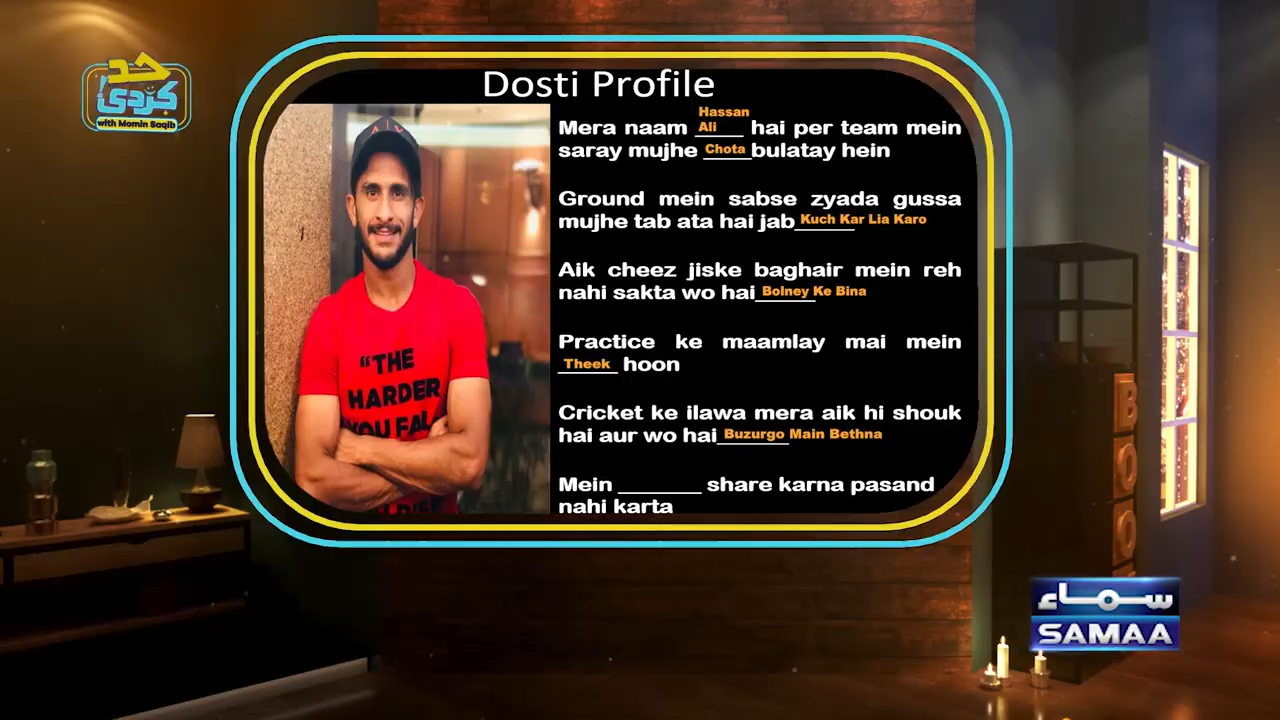 حد
کردی
with Momin Saqib
Dosti Profile
Mera naam Hassan Ali hai per team mein
saray mujhe Chota bulatay hein
Ground mein sabse zyada gussa
mujhe tab ata hai jab Kuch Kar Lia Karo
Aik cheez jiske baghair mein reh
nahi sakta wo hai Bolney Ke Bina
Practice ke maamlay mai mein
Theek hoon
Cricket ke ilawa mera aik hi shouk
hai aur wo hai Buzurgo Main Bethna
Mein ________ share karna pasand
nahi karta
"THE
HARDER
YOU FAL
BOO
سماء
SAMAA